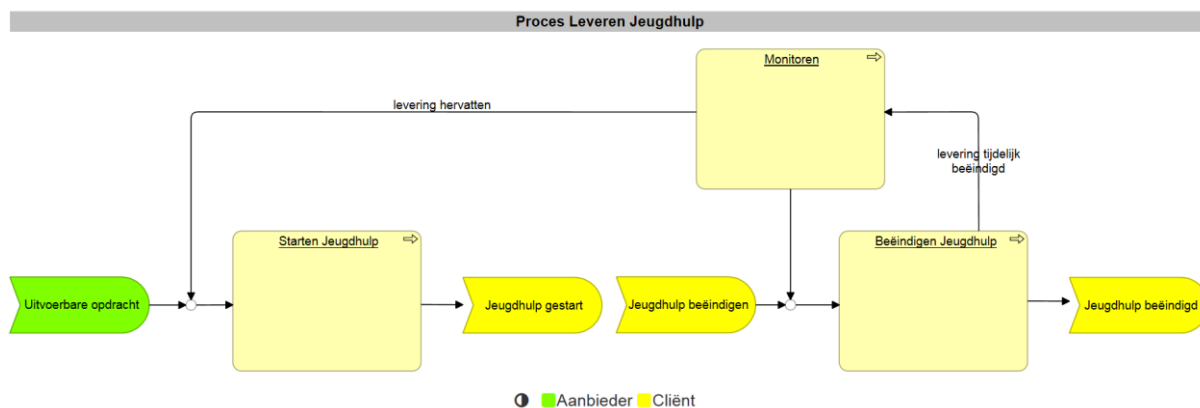 Proces Leveren Jeugdhulp
Monitoren
levering hervatten
levering tijdelijk
beëindigd
Starten Jeugdhulp
Beëindigen Jeugdhulp
Uitvoerbare opdracht
Jeugdhulp gestart
Jeugdhulp beëindigen
Jeugdhulp beëindigd
Aanbieder
Cliënt